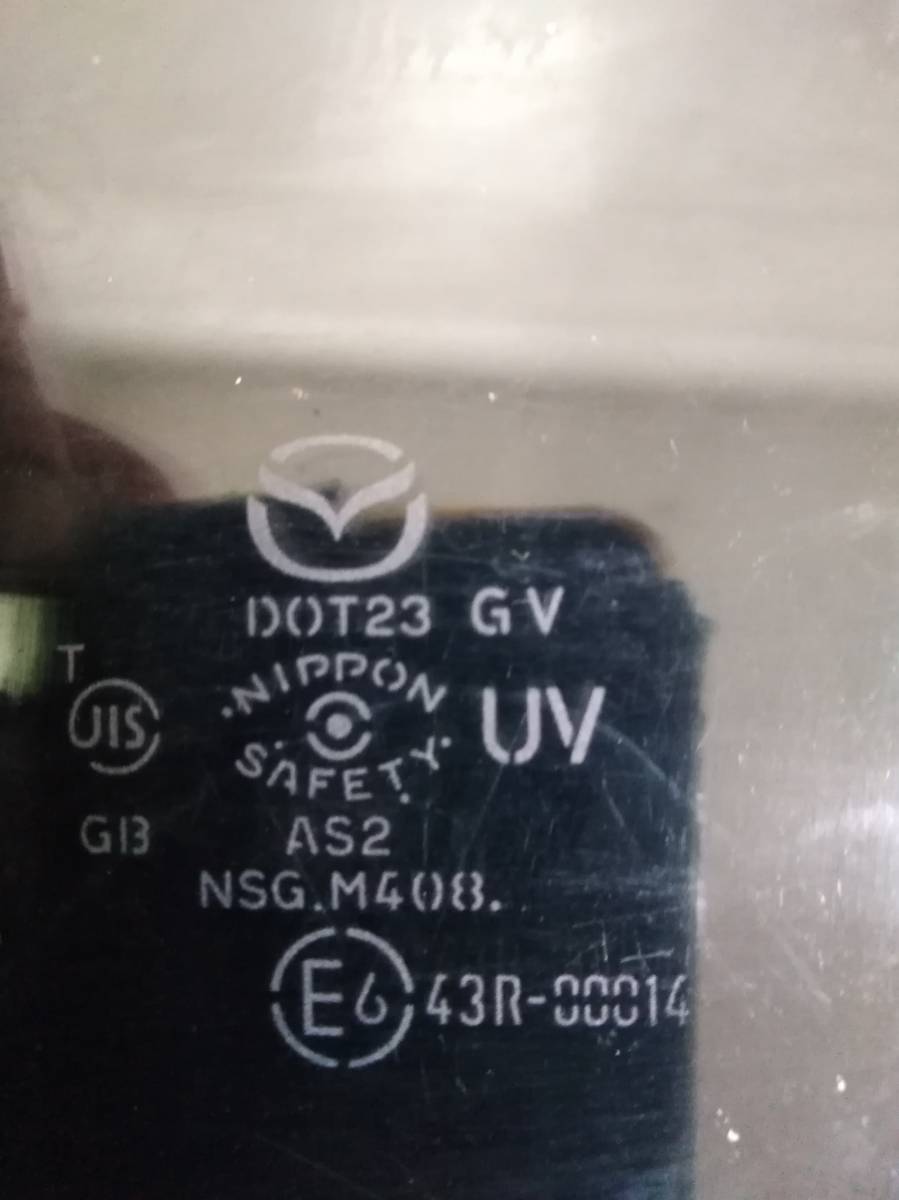 DOT23 GV
T
NIPPON
JIS
UV
SAFETY
GB
AS2
NSG.M408.
E6 43R-00014